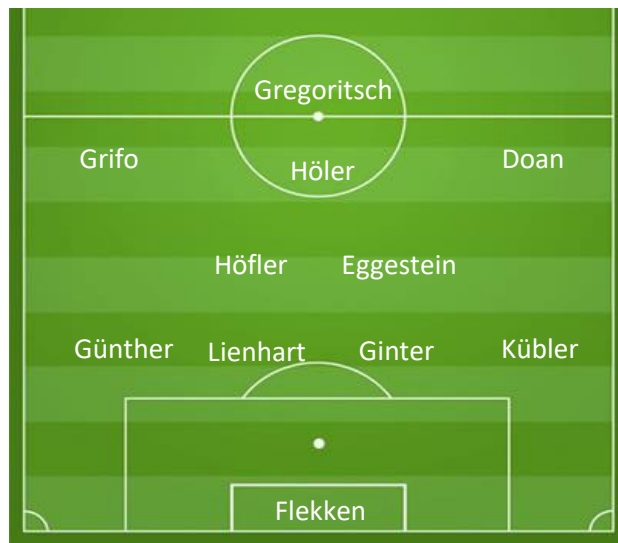 Gregoritsch
Grifo Höler Doan
Höfler Eggestein
Günther Lienhart Ginter Kübler
Flekken